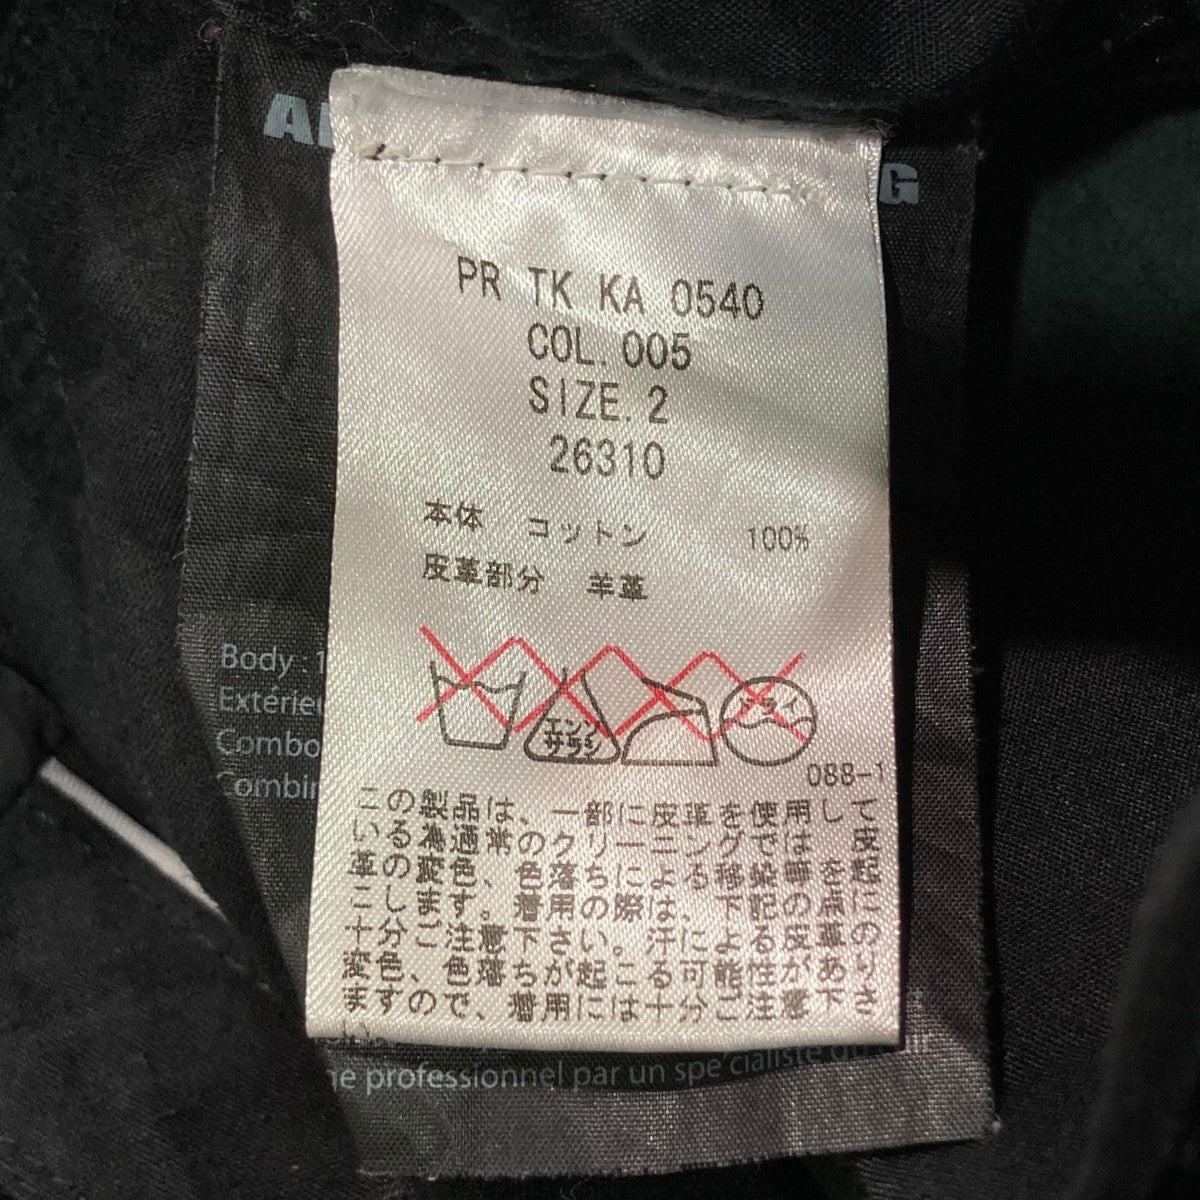 PR TK KA 0540
COL. 005
SIZE. 2
26310
本体 コットン 100%
皮革部分 羊革
エンソ
サラシ
ドライ
088-1
この製品は、一部に皮革を使用して
いる為通常のクリーニングでは 皮
革の変色、色落ちによる移染等を起
こします。着用の際は、下記の点に
十分ご注意下さい。汗による皮革の
変色、色落ちが起こる可能性があり
ますので、着用には十分ご注意下さ
い。
G
Body :
Combo
professionnel par un spe´cialiste